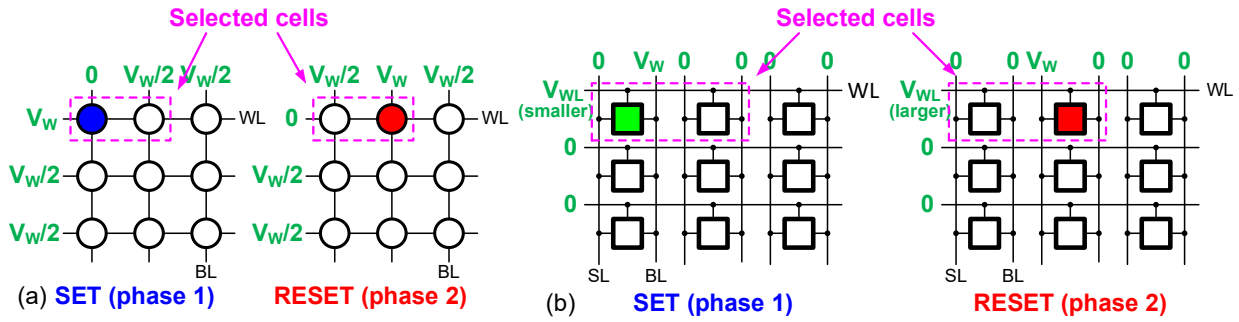 Selected cells
0 V_W/2 V_W/2
V_W/2 V_W V_W/2
V_W
WL
0
WL
V_W/2
V_W/2
V_W/2
V_W/2
BL
BL
(a) SET (phase 1)
RESET (phase 2)
Selected cells
0 V_W 0 0 0 0
0 0 V_W 0 0 0
V_WL
(smaller)
WL
V_WL
(larger)
WL
0
0
0
0
SL BL
SL BL
(b) SET (phase 1)
RESET (phase 2)